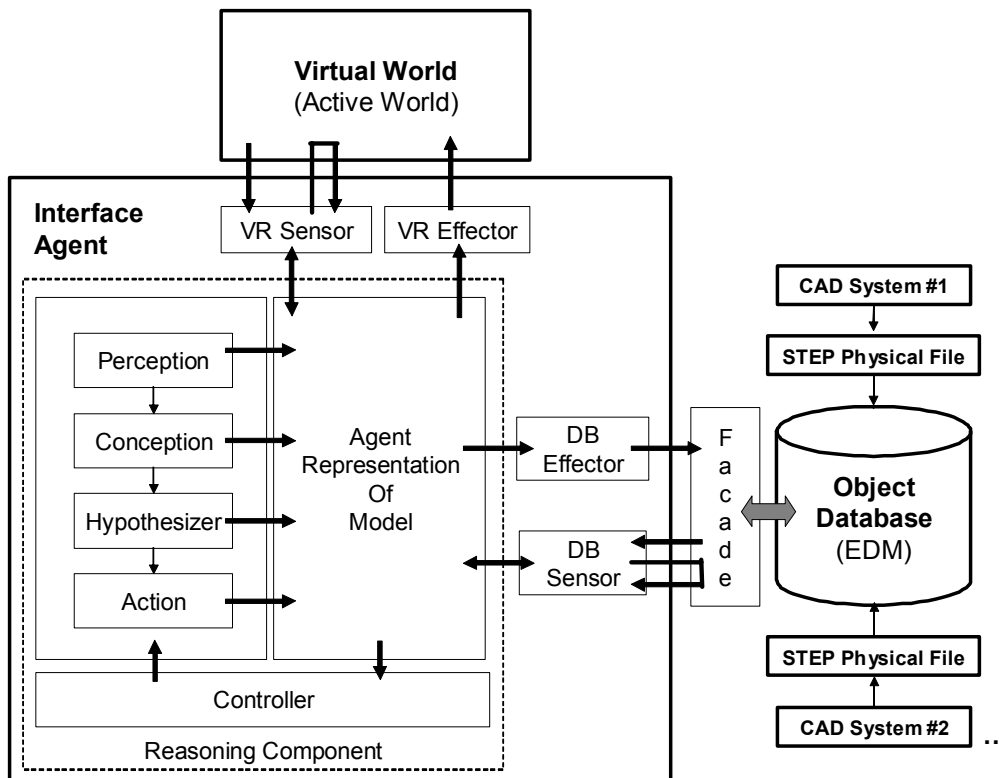 Virtual World
(Active World)
Interface
Agent
VR Sensor
VR Effector
Perception
Conception
Hypothesizer
Action
Agent
Representation
Of
Model
Controller
Reasoning Component
DB
Effector
DB
Sensor
F
a
c
a
d
e
CAD System #1
STEP Physical File
Object
Database
(EDM)
STEP Physical File
CAD System #2
..